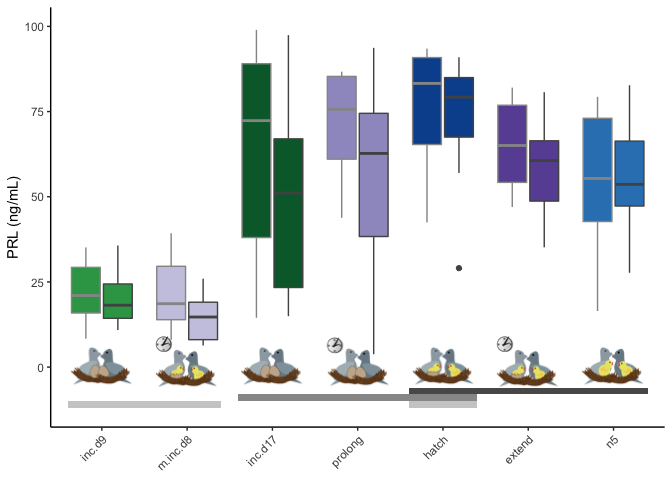 PRL (ng/mL)
100
75
50
25
0
inc.d9
m.inc.d8
inc.d17
prolong
hatch
extend
n5